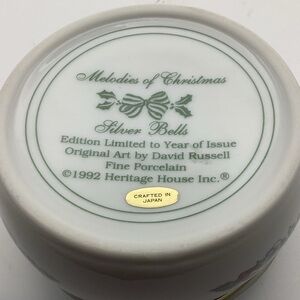 Melodies of Christmas
Silver Bells
Edition Limited to Year of Issue
Original Art by David Russell
Fine Porcelain
©1992 Heritage House Inc.®
CRAFTED IN
JAPAN